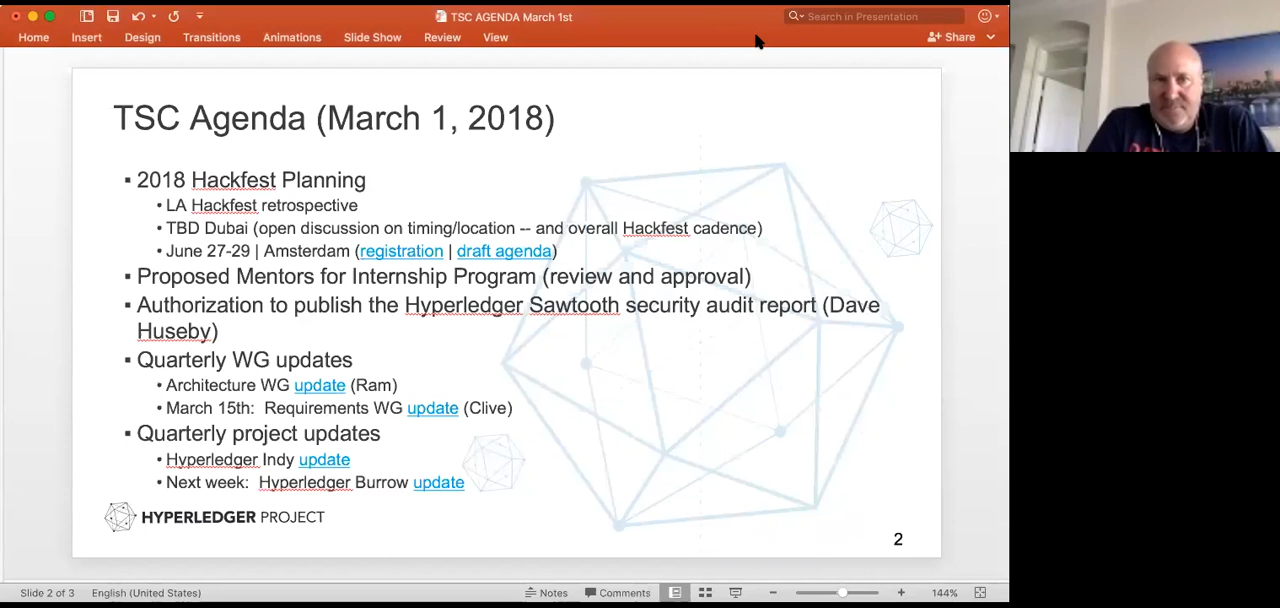 TSC AGENDA March 1st
Search in Presentation
Home Insert Design Transitions Animations Slide Show Review View Share
TSC Agenda (March 1, 2018)
▪ 2018 Hackfest Planning
• LA Hackfest retrospective
• TBD Dubai (open discussion on timing/location -- and overall Hackfest cadence)
• June 27-29 | Amsterdam (registration | draft agenda)
▪ Proposed Mentors for Internship Program (review and approval)
▪ Authorization to publish the Hyperledger Sawtooth security audit report (Dave
Huseby)
▪ Quarterly WG updates
• Architecture WG update (Ram)
• March 15th: Requirements WG update (Clive)
▪ Quarterly project updates
• Hyperledger Indy update
• Next week: Hyperledger Burrow update
HYPERLEDGER PROJECT
2
Slide 2 of 3 English (United States) Notes Comments 144%